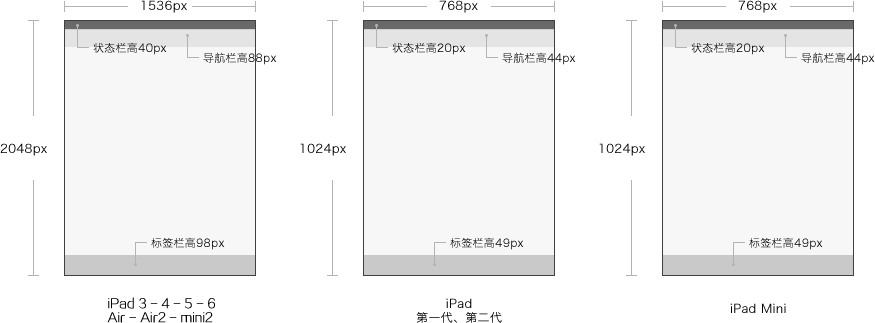 1536px
状态栏高40px
导航栏高88px
2048px
标签栏高98px
iPad 3 – 4 – 5 – 6
Air – Air2 – mini2
768px
状态栏高20px
导航栏高44px
1024px
标签栏高49px
iPad
第一代、第二代
768px
状态栏高20px
导航栏高44px
1024px
标签栏高49px
iPad Mini